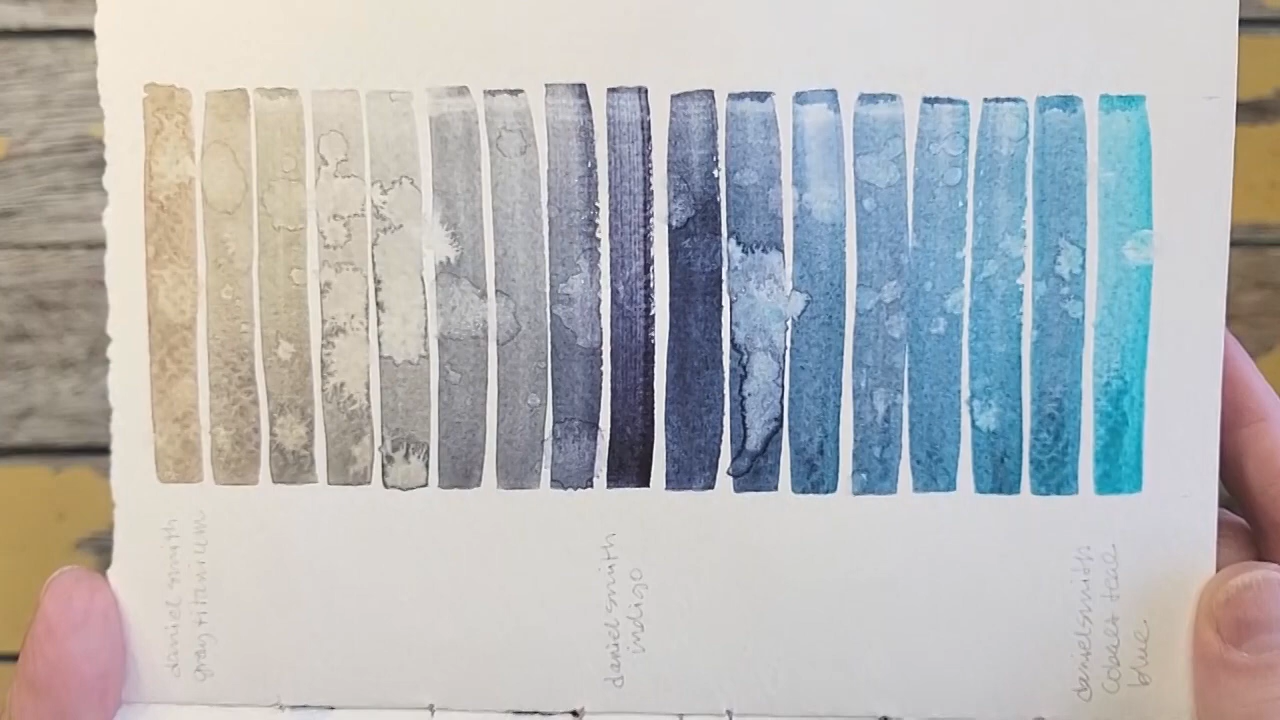 daniel smith
gray titanium
daniel smith
indigo
daniel smith
cobalt teal
blue